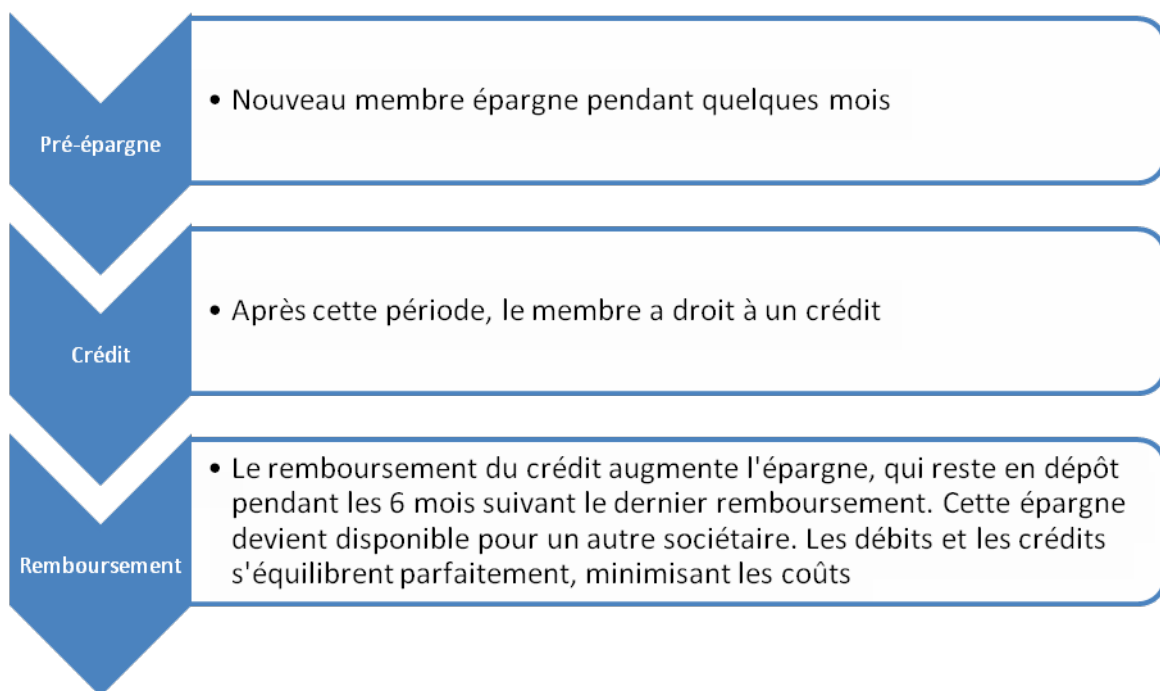 Pré-épargne
• Nouveau membre épargne pendant quelques mois
Crédit
• Après cette période, le membre a droit à un crédit
Remboursement
• Le remboursement du crédit augmente l'épargne, qui reste en dépôt
pendant les 6 mois suivant le dernier remboursement. Cette épargne
devient disponible pour un autre sociétaire. Les débits et les crédits
s'équilibrent parfaitement, minimisant les coûts